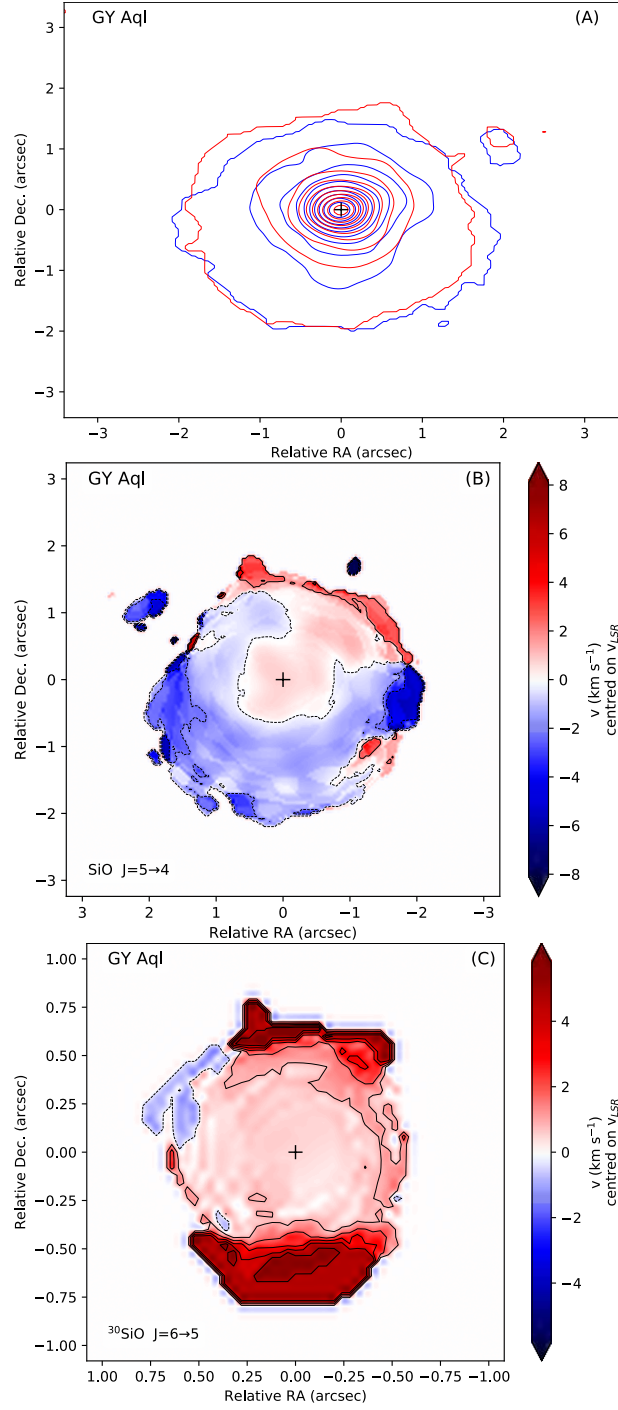 GY Aql (A)
3
2
1
0
−1
−2
−3
Relative Dec. (arcsec)
−3 −2 −1 0 1 2 3
Relative RA (arcsec)
GY Aql (B)
3
2
1
0
−1
−2
−3
Relative Dec. (arcsec)
SiO J=5→4
3 2 1 0 −1 −2 −3
Relative RA (arcsec)
8
6
4
2
0
−2
−4
−6
−8
v (km s⁻¹)
centred on v_LSR
GY Aql (C)
1.00
0.75
0.50
0.25
0.00
−0.25
−0.50
−0.75
−1.00
Relative Dec. (arcsec)
³⁰SiO J=6→5
1.00 0.75 0.50 0.25 0.00 −0.25 −0.50 −0.75 −1.00
Relative RA (arcsec)
4
2
0
−2
−4
v (km s⁻¹)
centred on v_LSR